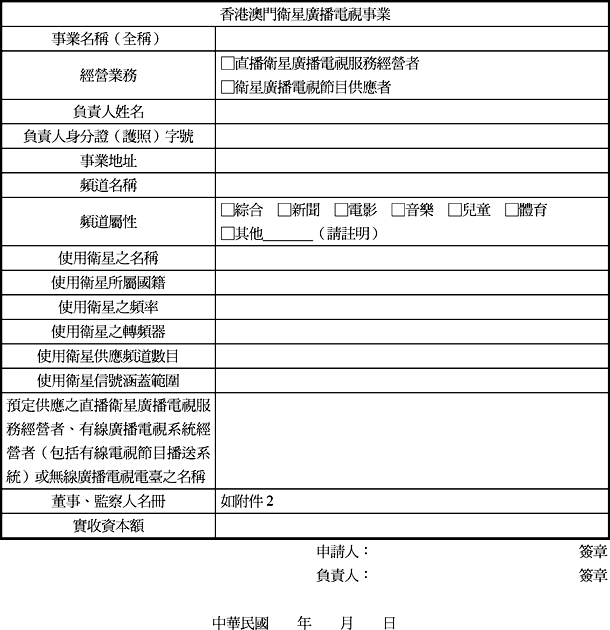 香港澳門衛星廣播電視事業
事業名稱（全稱）
經營業務
□直播衛星廣播電視服務經營者
□衛星廣播電視節目供應者
負責人姓名
負責人身分證（護照）字號
事業地址
頻道名稱
頻道屬性
□綜合　□新聞　□電影　□音樂　□兒童　□體育
□其他＿＿＿＿（請註明）
使用衛星之名稱
使用衛星所屬國籍
使用衛星之頻率
使用衛星之轉頻器
使用衛星供應頻道數目
使用衛星信號涵蓋範圍
預定供應之直播衛星廣播電視服
務經營者、有線廣播電視系統經
營者（包括有線電視節目播送系
統）或無線廣播電視電臺之名稱
董事、監察人名冊
如附件 2
實收資本額
申請人：　簽章
負責人：　簽章
中華民國　　年　　月　　日